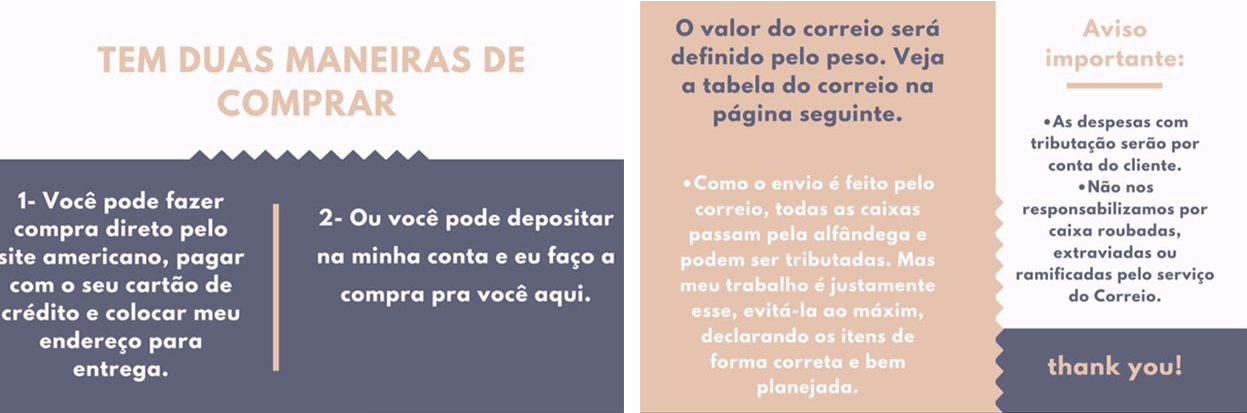 TEM DUAS MANEIRAS DE
COMPRAR
1- Você pode fazer
compra direto pelo
site americano, pagar
com o seu cartão de
crédito e colocar meu
endereço para
entrega.
2- Ou você pode depositar
na minha conta e eu faço a
compra pra você aqui.
O valor do correio será
definido pelo peso. Veja
a tabela do correio na
página seguinte.
•Como o envio é feito pelo
correio, todas as caixas
passam pela alfândega e
podem ser tributadas. Mas
meu trabalho é justamente
esse, evitá-la ao máxim,
declarando os itens de
forma correta e bem
planejada.
Aviso
importante:
•As despesas com
tributação serão por
conta do cliente.
•Não nos
responsabilizamos por
caixa roubadas,
extraviadas ou
ramificadas pelo serviço
do Correio.
thank you!